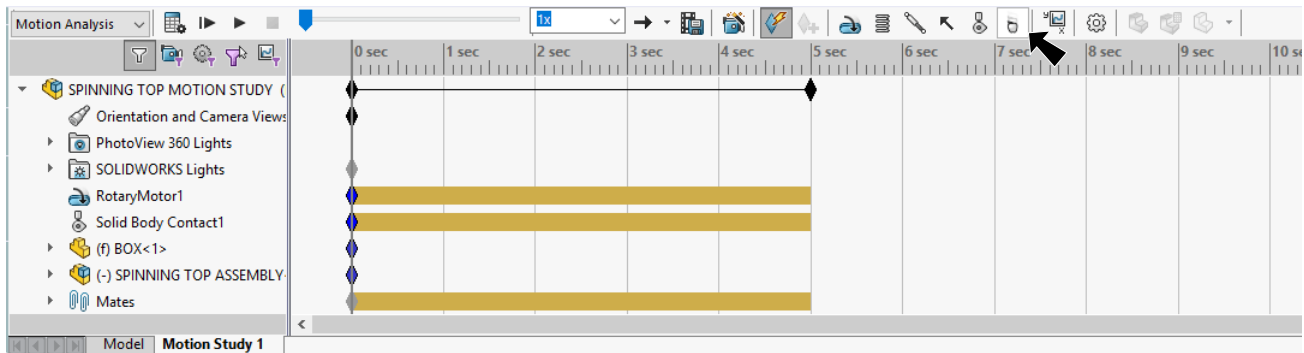 Motion Analysis
1x
0 sec 1 sec 2 sec 3 sec 4 sec 5 sec 6 sec 7 sec 8 sec 9 sec 10 se
SPINNING TOP MOTION STUDY (
Orientation and Camera Views
PhotoView 360 Lights
SOLIDWORKS Lights
RotaryMotor1
Solid Body Contact1
(f) BOX<1>
(-) SPINNING TOP ASSEMBLY
Mates
Model Motion Study 1